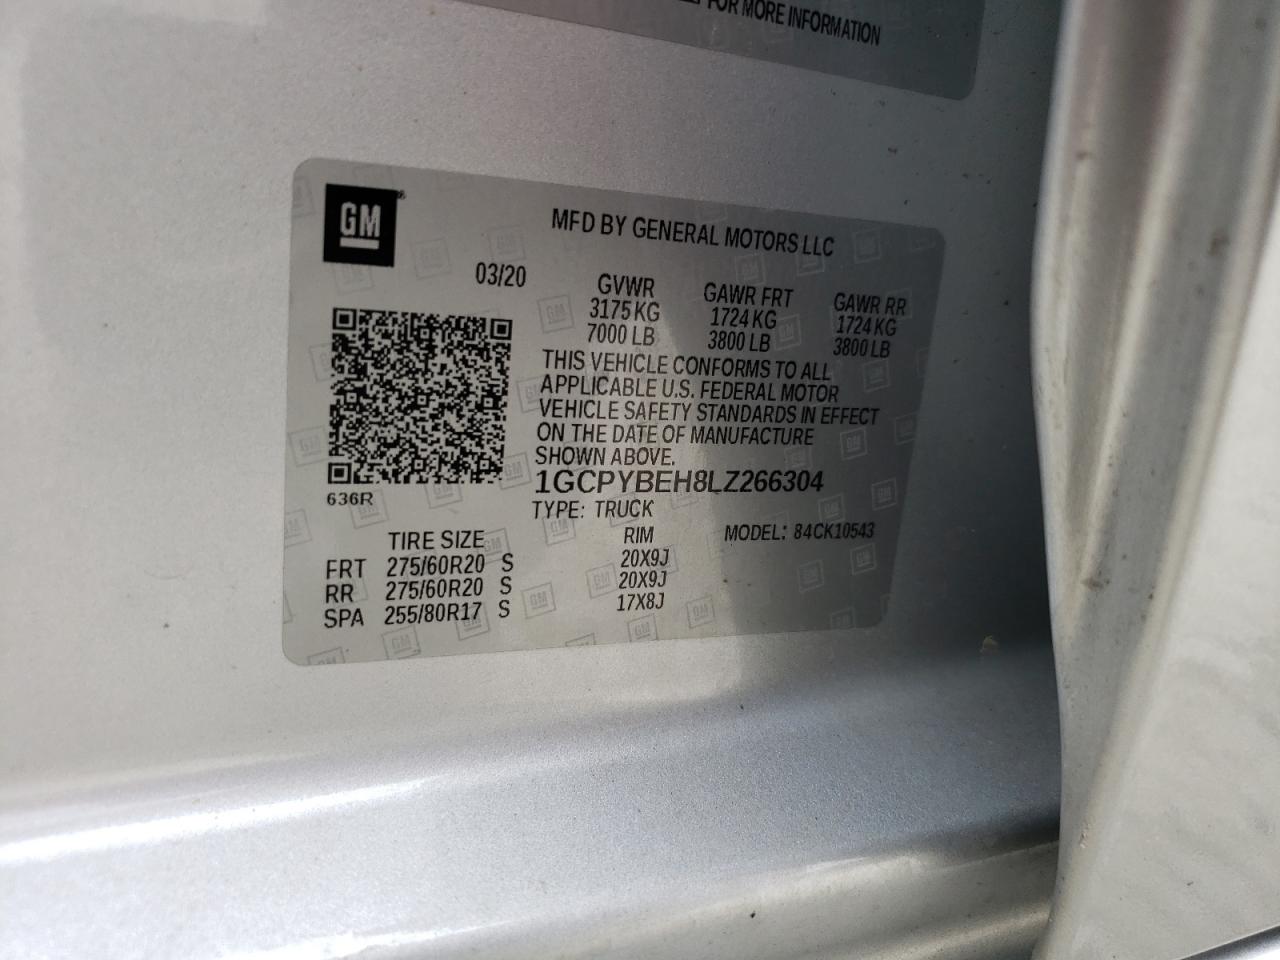 FOR MORE INFORMATION
GM
MFD BY GENERAL MOTORS LLC
03/20
GVWR GAWR FRT GAWR RR
3175 KG 1724 KG 1724 KG
7000 LB 3800 LB 3800 LB
THIS VEHICLE CONFORMS TO ALL
APPLICABLE U.S. FEDERAL MOTOR
VEHICLE SAFETY STANDARDS IN EFFECT
ON THE DATE OF MANUFACTURE
SHOWN ABOVE.
1GCPYBEH8LZ266304
636R
TYPE: TRUCK
TIRE SIZE RIM MODEL: 84CK10543
FRT 275/60R20 S 20X9J
RR 275/60R20 S 20X9J
SPA 255/80R17 S 17X8J